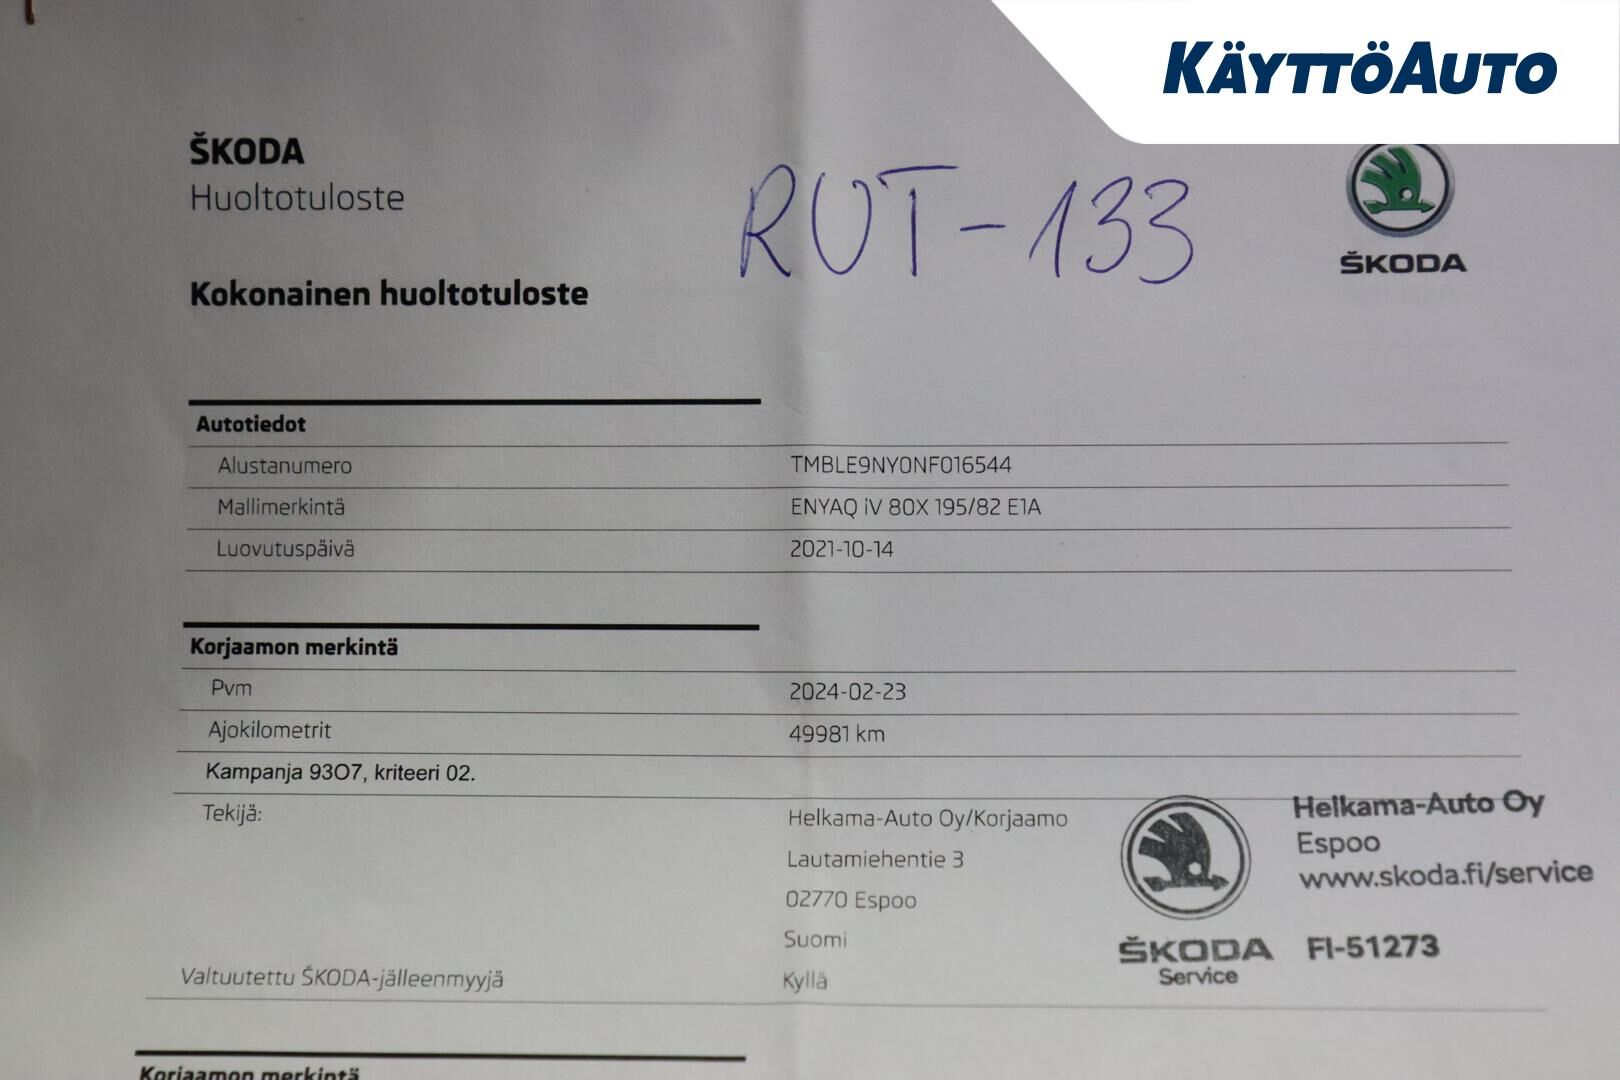 KÄYTTÖAUTO
ŠKODA
Huoltotuloste
RUT-133
ŠKODA
Kokonainen huoltotuloste
Autotiedot
Alustanumero TMBLE9NY0NF016544
Mallimerkintä ENYAQ iV 80X 195/82 E1A
Luovutuspäivä 2021-10-14
Korjaamon merkintä
Pvm 2024-02-23
Ajokilometrit 49981 km
Kampanja 93O7, kriteeri 02.
Tekijä: Helkama-Auto Oy/Korjaamo
Lautamiehentie 3
02770 Espoo
Suomi
Valtuutettu ŠKODA-jälleenmyyjä Kyllä
Helkama-Auto Oy
Espoo
www.skoda.fi/service
ŠKODA FI-51273
Service
Korjaamon merkintä